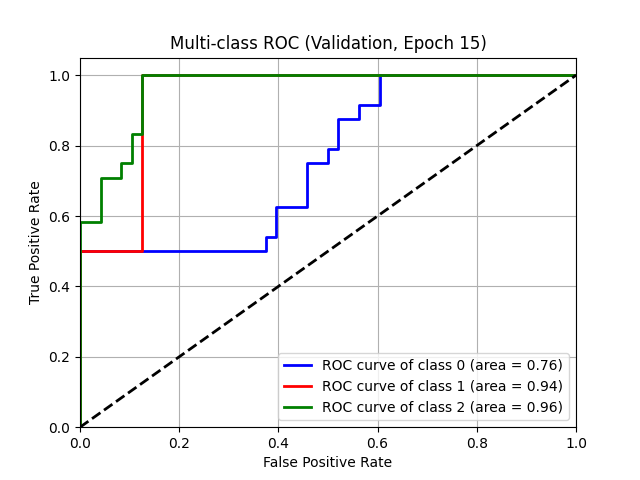 Multi-class ROC (Validation, Epoch 15)
True Positive Rate
1.0
0.8
0.6
0.4
0.2
0.0
ROC curve of class 0 (area = 0.76)
ROC curve of class 1 (area = 0.94)
ROC curve of class 2 (area = 0.96)
0.0 0.2 0.4 0.6 0.8 1.0
False Positive Rate